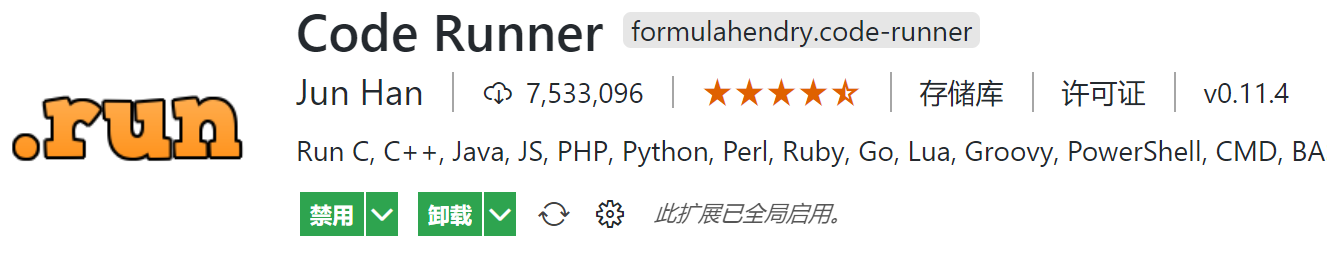 Code Runner formulahendry.code-runner
.run
Jun Han 7,533,096 存储库 许可证 v0.11.4
Run C, C++, Java, JS, PHP, Python, Perl, Ruby, Go, Lua, Groovy, PowerShell, CMD, BA
禁用 卸载 此扩展已全局启用。